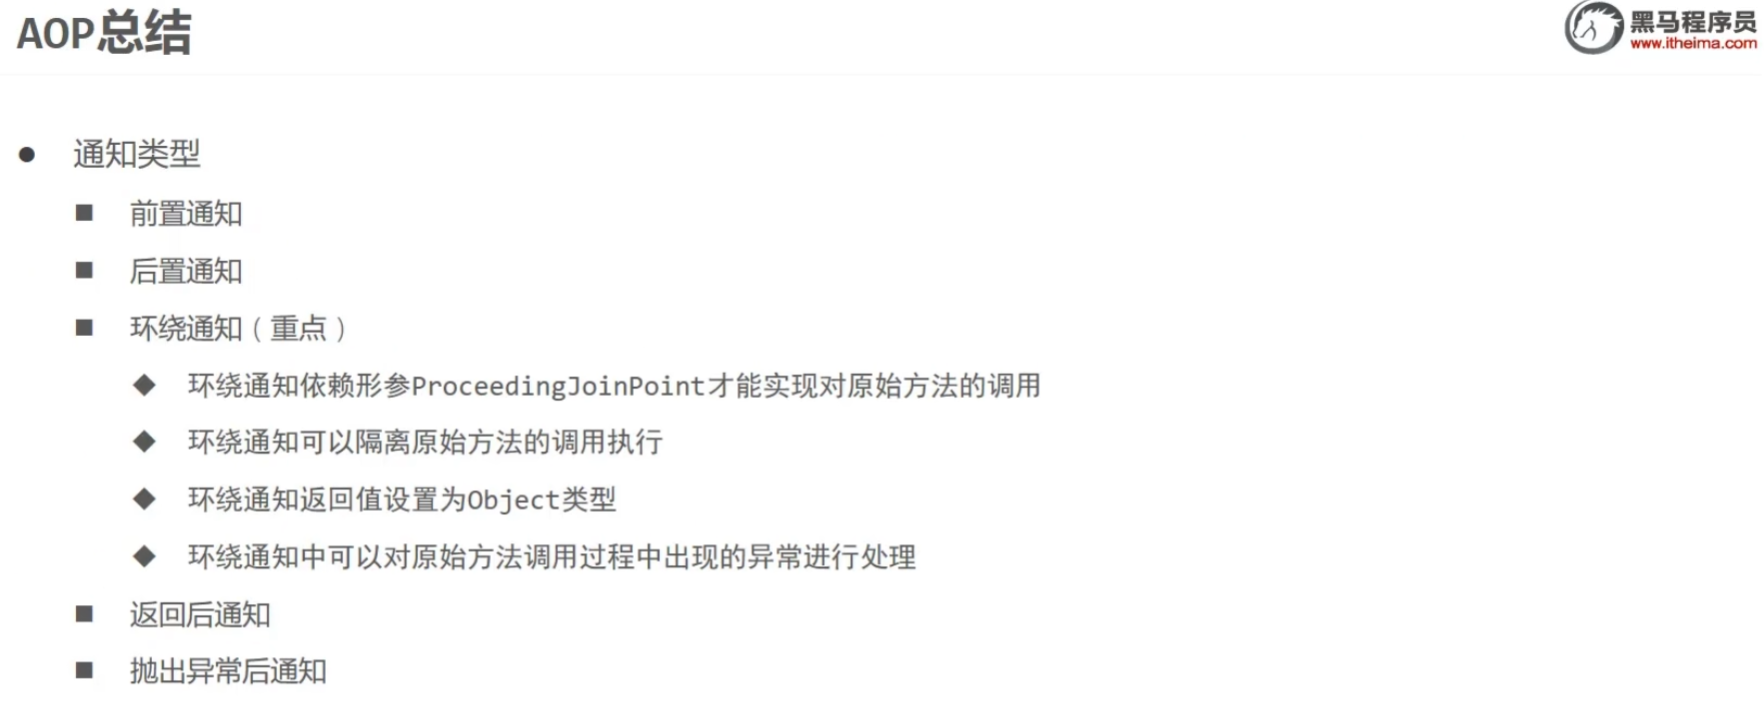 AOP总结
黑马程序员
www.itheima.com
通知类型
前置通知
后置通知
环绕通知（重点）
环绕通知依赖形参ProceedingJoinPoint才能实现对原始方法的调用
环绕通知可以隔离原始方法的调用执行
环绕通知返回值设置为Object类型
环绕通知中可以对原始方法调用过程中出现的异常进行处理
返回后通知
抛出异常后通知